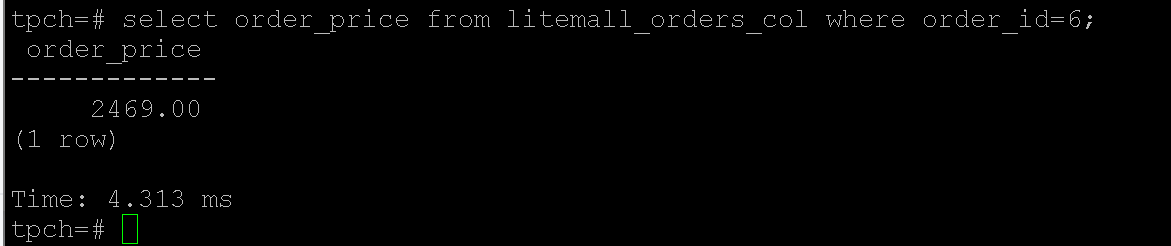 tpch=# select order_price from litemall_orders_col where order_id=6;
 order_price
-------------
     2469.00
(1 row)

Time: 4.313 ms
tpch=#